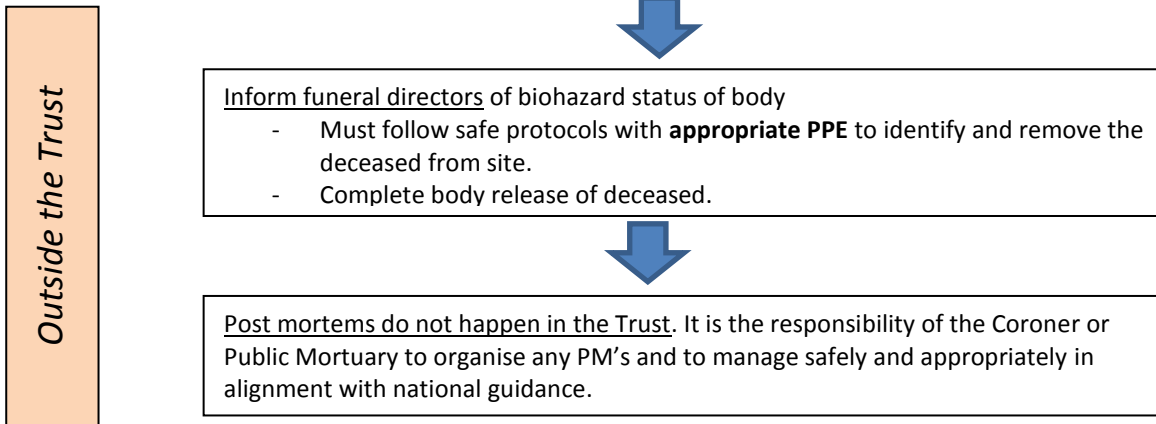 Outside the Trust
Inform funeral directors of biohazard status of body
- Must follow safe protocols with appropriate PPE to identify and remove the
deceased from site.
- Complete body release of deceased.
Post mortems do not happen in the Trust. It is the responsibility of the Coroner or
Public Mortuary to organise any PM's and to manage safely and appropriately in
alignment with national guidance.